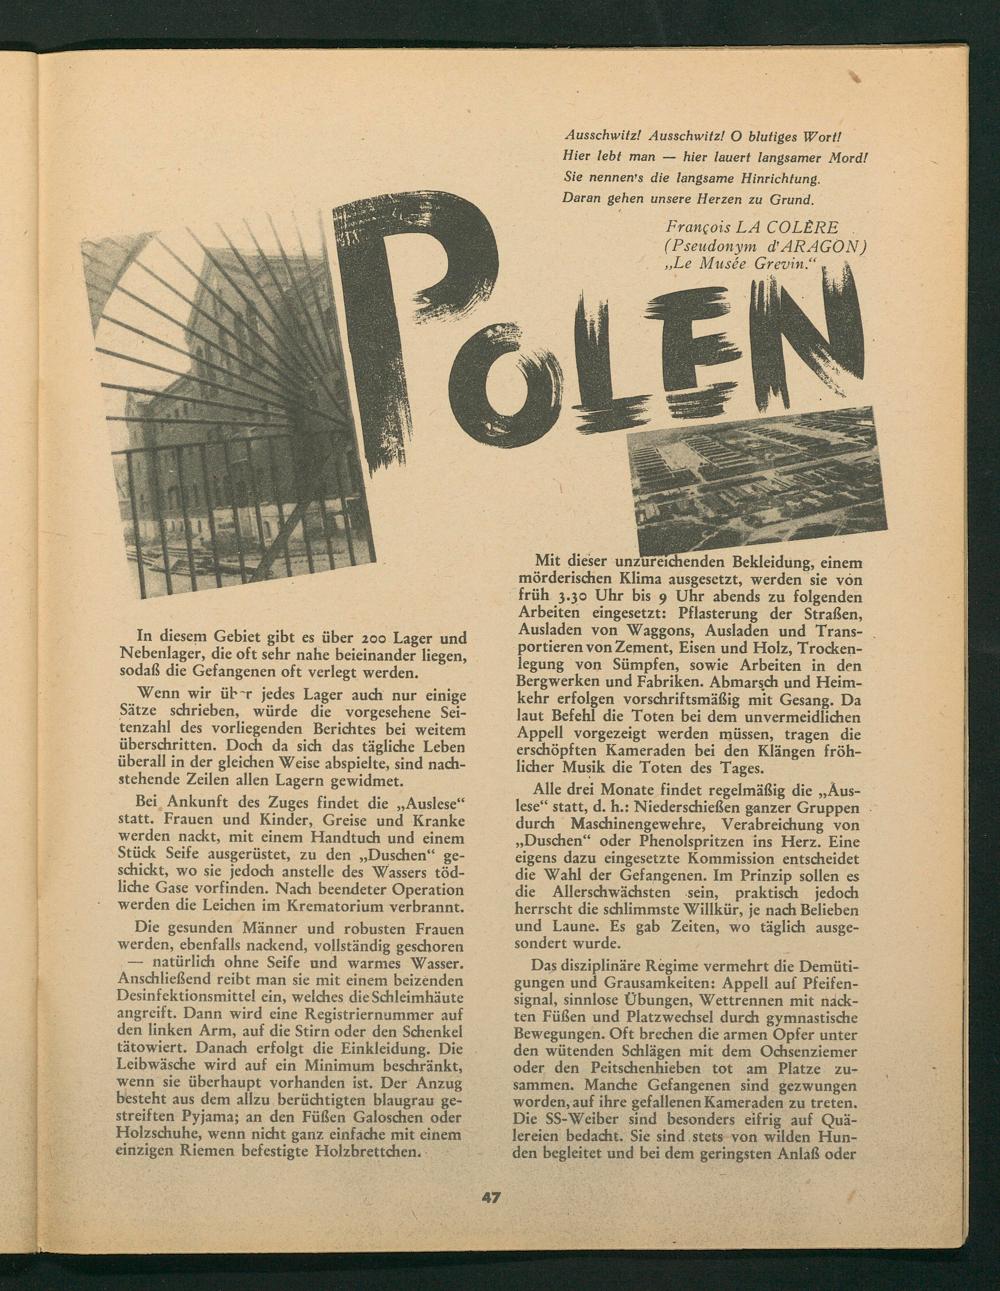 Ausschwitz! Ausschwitz! O blutiges Wort!
Hier lebt man — hier lauert langsamer Mord!
Sie nennen's die langsame Hinrichtung.
Daran gehen unsere Herzen zu Grund.
François LA COLÈRE
(Pseudonym d'ARAGON)
„Le Musée Grevin."
POLEN
In diesem Gebiet gibt es über 200 Lager und
Nebenlager, die oft sehr nahe beieinander liegen,
sodaß die Gefangenen oft verlegt werden.
Wenn wir über jedes Lager auch nur einige
Sätze schrieben, würde die vorgesehene Sei-
tenzahl des vorliegenden Berichtes bei weitem
überschritten. Doch da sich das tägliche Leben
überall in der gleichen Weise abspielte, sind nach-
stehende Zeilen allen Lagern gewidmet.
Bei Ankunft des Zuges findet die „Auslese"
statt. Frauen und Kinder, Greise und Kranke
werden nackt, mit einem Handtuch und einem
Stück Seife ausgerüstet, zu den „Duschen" ge-
schickt, wo sie jedoch anstelle des Wassers töd-
liche Gase vorfinden. Nach beendeter Operation
werden die Leichen im Krematorium verbrannt.
Die gesunden Männer und robusten Frauen
werden, ebenfalls nackend, vollständig geschoren
— natürlich ohne Seife und warmes Wasser.
Anschließend reibt man sie mit einem beizenden
Desinfektionsmittel ein, welches die Schleimhäute
angreift. Dann wird eine Registriernummer auf
den linken Arm, auf die Stirn oder den Schenkel
tätowiert. Danach erfolgt die Einkleidung. Die
Leibwäsche wird auf ein Minimum beschränkt,
wenn sie überhaupt vorhanden ist. Der Anzug
besteht aus dem allzu berüchtigten blaugrau ge-
streiften Pyjama; an den Füßen Galoschen oder
Holzschuhe, wenn nicht ganz einfache mit einem
einzigen Riemen befestigte Holzbrettchen.
Mit dieser unzureichenden Bekleidung, einem
mörderischen Klima ausgesetzt, werden sie von
früh 3.30 Uhr bis 9 Uhr abends zu folgenden
Arbeiten eingesetzt: Pflasterung der Straßen,
Ausladen von Waggons, Ausladen und Trans-
portieren von Zement, Eisen und Holz, Trocken-
legung von Sümpfen, sowie Arbeiten in den
Bergwerken und Fabriken. Abmarsch und Heim-
kehr erfolgen vorschriftsmäßig mit Gesang. Da
laut Befehl die Toten bei dem unvermeidlichen
Appell vorgezeigt werden müssen, tragen die
erschöpften Kameraden bei den Klängen fröh-
licher Musik die Toten des Tages.
Alle drei Monate findet regelmäßig die „Aus-
lese" statt, d. h.: Niederschießen ganzer Gruppen
durch Maschinengewehre, Verabreichung von
„Duschen" oder Phenolspritzen ins Herz. Eine
eigens dazu eingesetzte Kommission entscheidet
die Wahl der Gefangenen. Im Prinzip sollen es
die Allerschwächsten sein, praktisch jedoch
herrscht die schlimmste Willkür, je nach Belieben
und Laune. Es gab Zeiten, wo täglich ausge-
sondert wurde.
Das disziplinäre Regime vermehrt die Demüti-
gungen und Grausamkeiten: Appell auf Pfeifen-
signal, sinnlose Übungen, Wettrennen mit nack-
ten Füßen und Platzwechsel durch gymnastische
Bewegungen. Oft brechen die armen Opfer unter
den wütenden Schlägen mit dem Ochsenziemer
oder den Peitschenhieben tot am Platze zu-
sammen. Manche Gefangenen sind gezwungen
worden, auf ihre gefallenen Kameraden zu treten.
Die SS-Weiber sind besonders eifrig auf Quä-
lereien bedacht. Sie sind stets von wilden Hun-
den begleitet und bei dem geringsten Anlaß oder
47